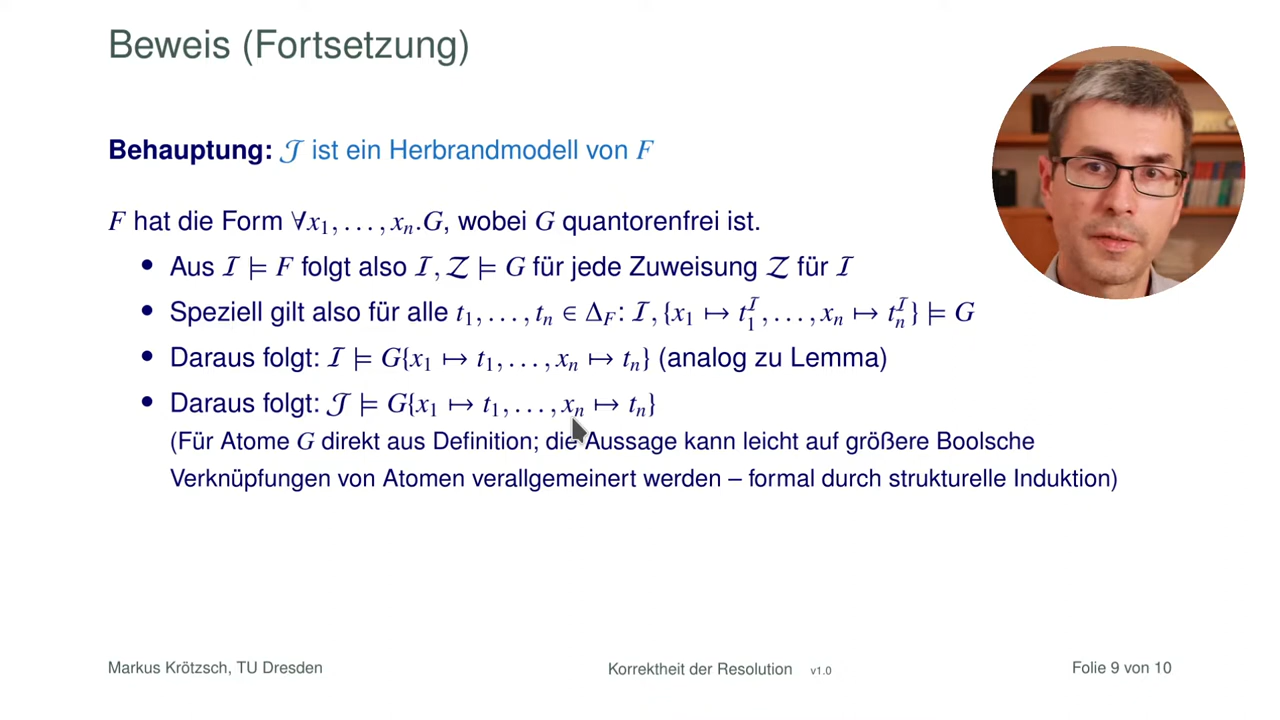 Beweis (Fortsetzung)
Behauptung: 𝒥 ist ein Herbrandmodell von F
F hat die Form ∀x₁, . . . , xₙ.G, wobei G quantorenfrei ist.
• Aus ℐ ⊨ F folgt also ℐ, 𝒵 ⊨ G für jede Zuweisung 𝒵 für ℐ
• Speziell gilt also für alle t₁, . . . , tₙ ∈ Δ_F: ℐ, {x₁ ↦ t₁^ℐ, . . . , xₙ ↦ tₙ^ℐ} ⊨ G
• Daraus folgt: ℐ ⊨ G{x₁ ↦ t₁, . . . , xₙ ↦ tₙ} (analog zu Lemma)
• Daraus folgt: 𝒥 ⊨ G{x₁ ↦ t₁, . . . , xₙ ↦ tₙ}
(Für Atome G direkt aus Definition; die Aussage kann leicht auf größere Boolsche
Verknüpfungen von Atomen verallgemeinert werden – formal durch strukturelle Induktion)
Markus Krötzsch, TU Dresden
Korrektheit der Resolution v1.0
Folie 9 von 10